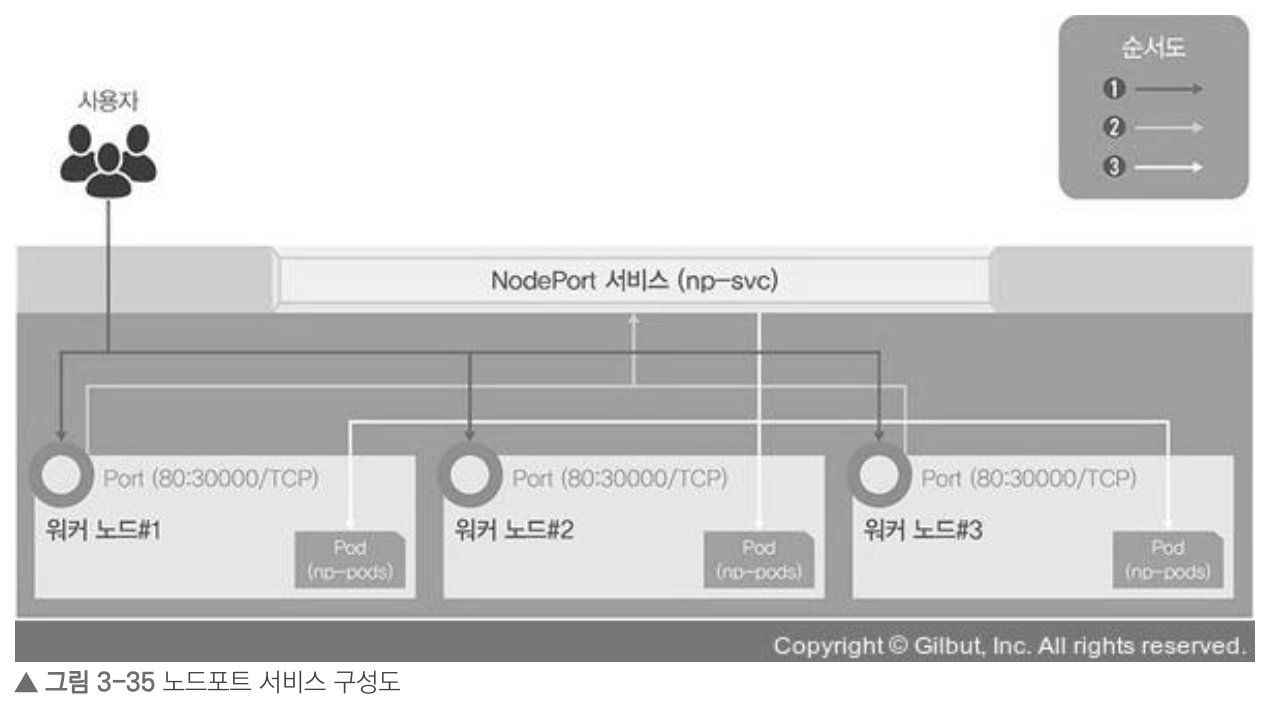 순서도
1
2
3
사용자
NodePort 서비스 (np-svc)
Port (80:30000/TCP)
워커 노드#1
Pod
(np-pods)
Port (80:30000/TCP)
워커 노드#2
Pod
(np-pods)
Port (80:30000/TCP)
워커 노드#3
Pod
(np-pods)
Copyright © Gilbut, Inc. All rights reserved.
▲ 그림 3-35 노드포트 서비스 구성도